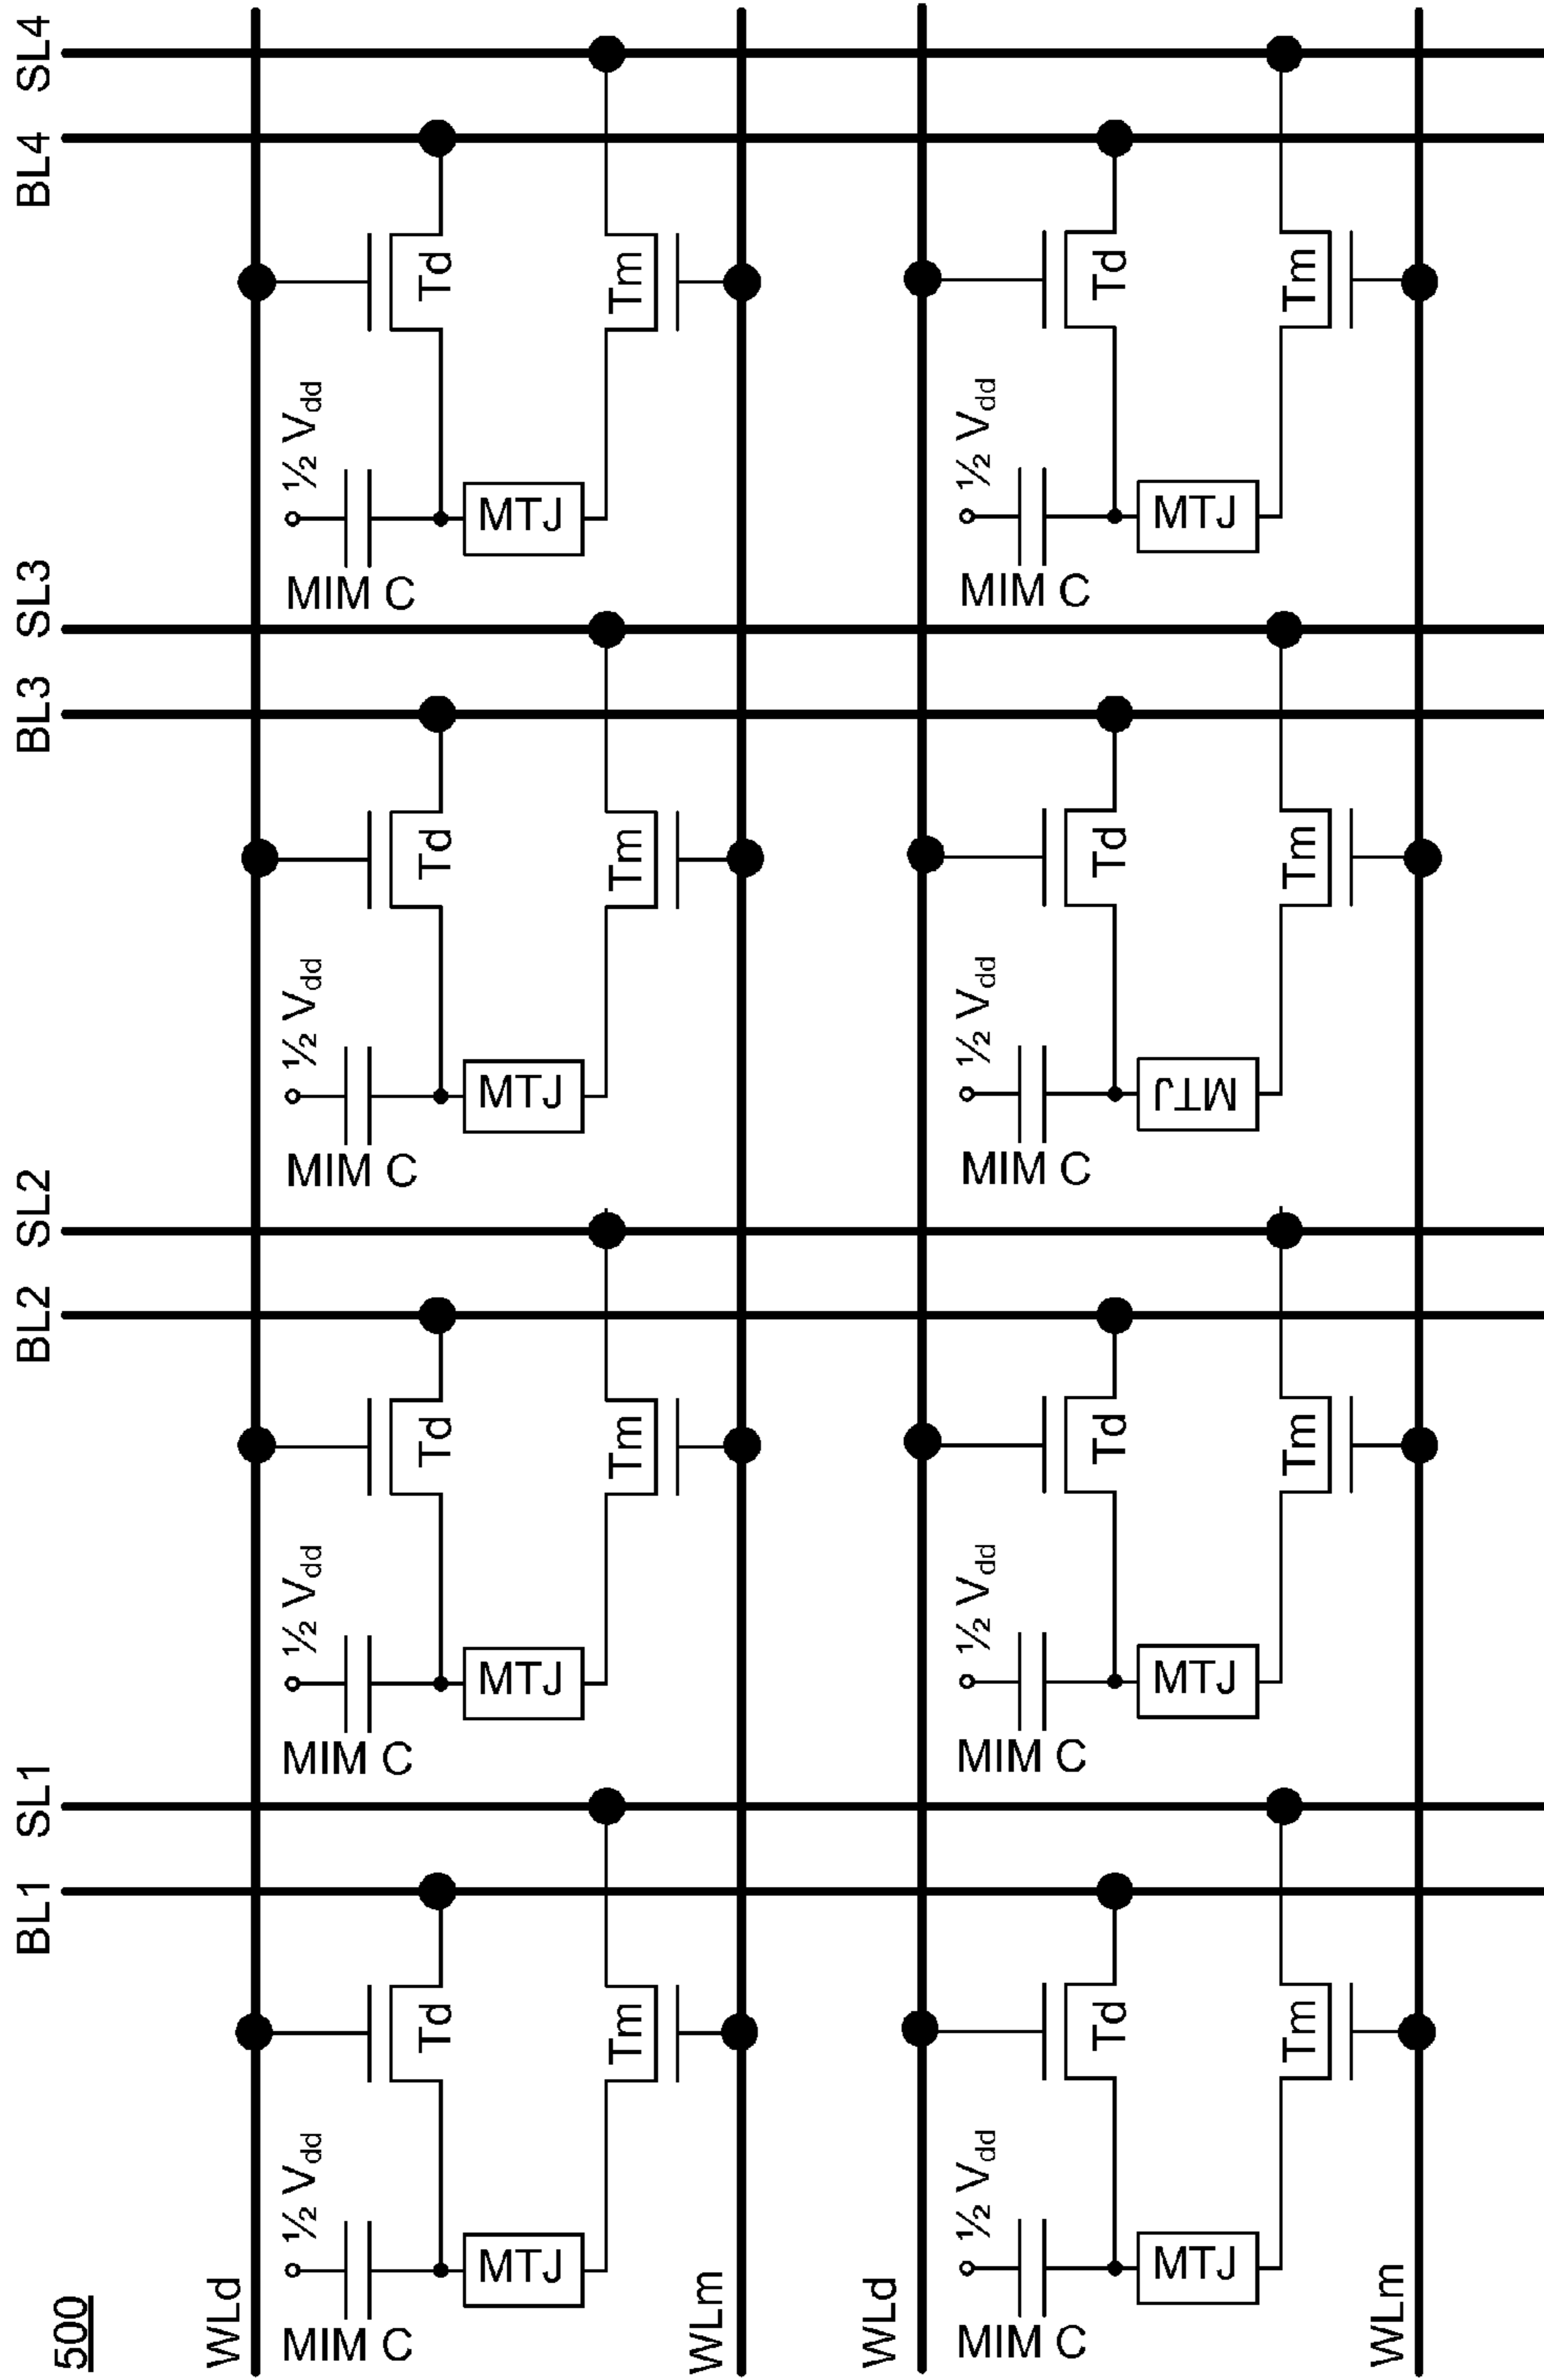 BL1 SL1 BL2 SL2 BL3 SL3 BL4 SL4
500
WLd
½ Vdd ½ Vdd ½ Vdd ½ Vdd
MIM C MIM C MIM C MIM C
Td Td Td Td
MTJ MTJ MTJ MTJ
Tm Tm Tm Tm
WLm
WLd
½ Vdd ½ Vdd ½ Vdd ½ Vdd
MIM C MIM C MIM C MIM C
Td Td Td Td
MTJ MTJ MTJ MTJ
Tm Tm Tm Tm
WLm